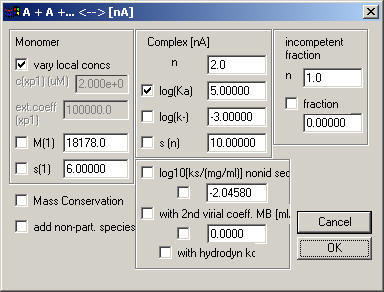 A + A +... <--> [nA]
Monomer
vary local concs
c(xp1) (uM) 2.000e+0
ext.coeff (xp1) 100000.0
M(1) 18178.0
s(1) 6.00000
Mass Conservation
add non-part. species
Complex [nA]
n 2.0
log(Ka) 5.00000
log(k-) -3.00000
s (n) 10.00000
log10[ks/(mg/ml)] nonid sec
-2.04580
with 2nd virial coeff. MB [ml,
0.0000
with hydrodyn kc
incompetent
fraction
n 1.0
fraction
0.00000
Cancel
OK